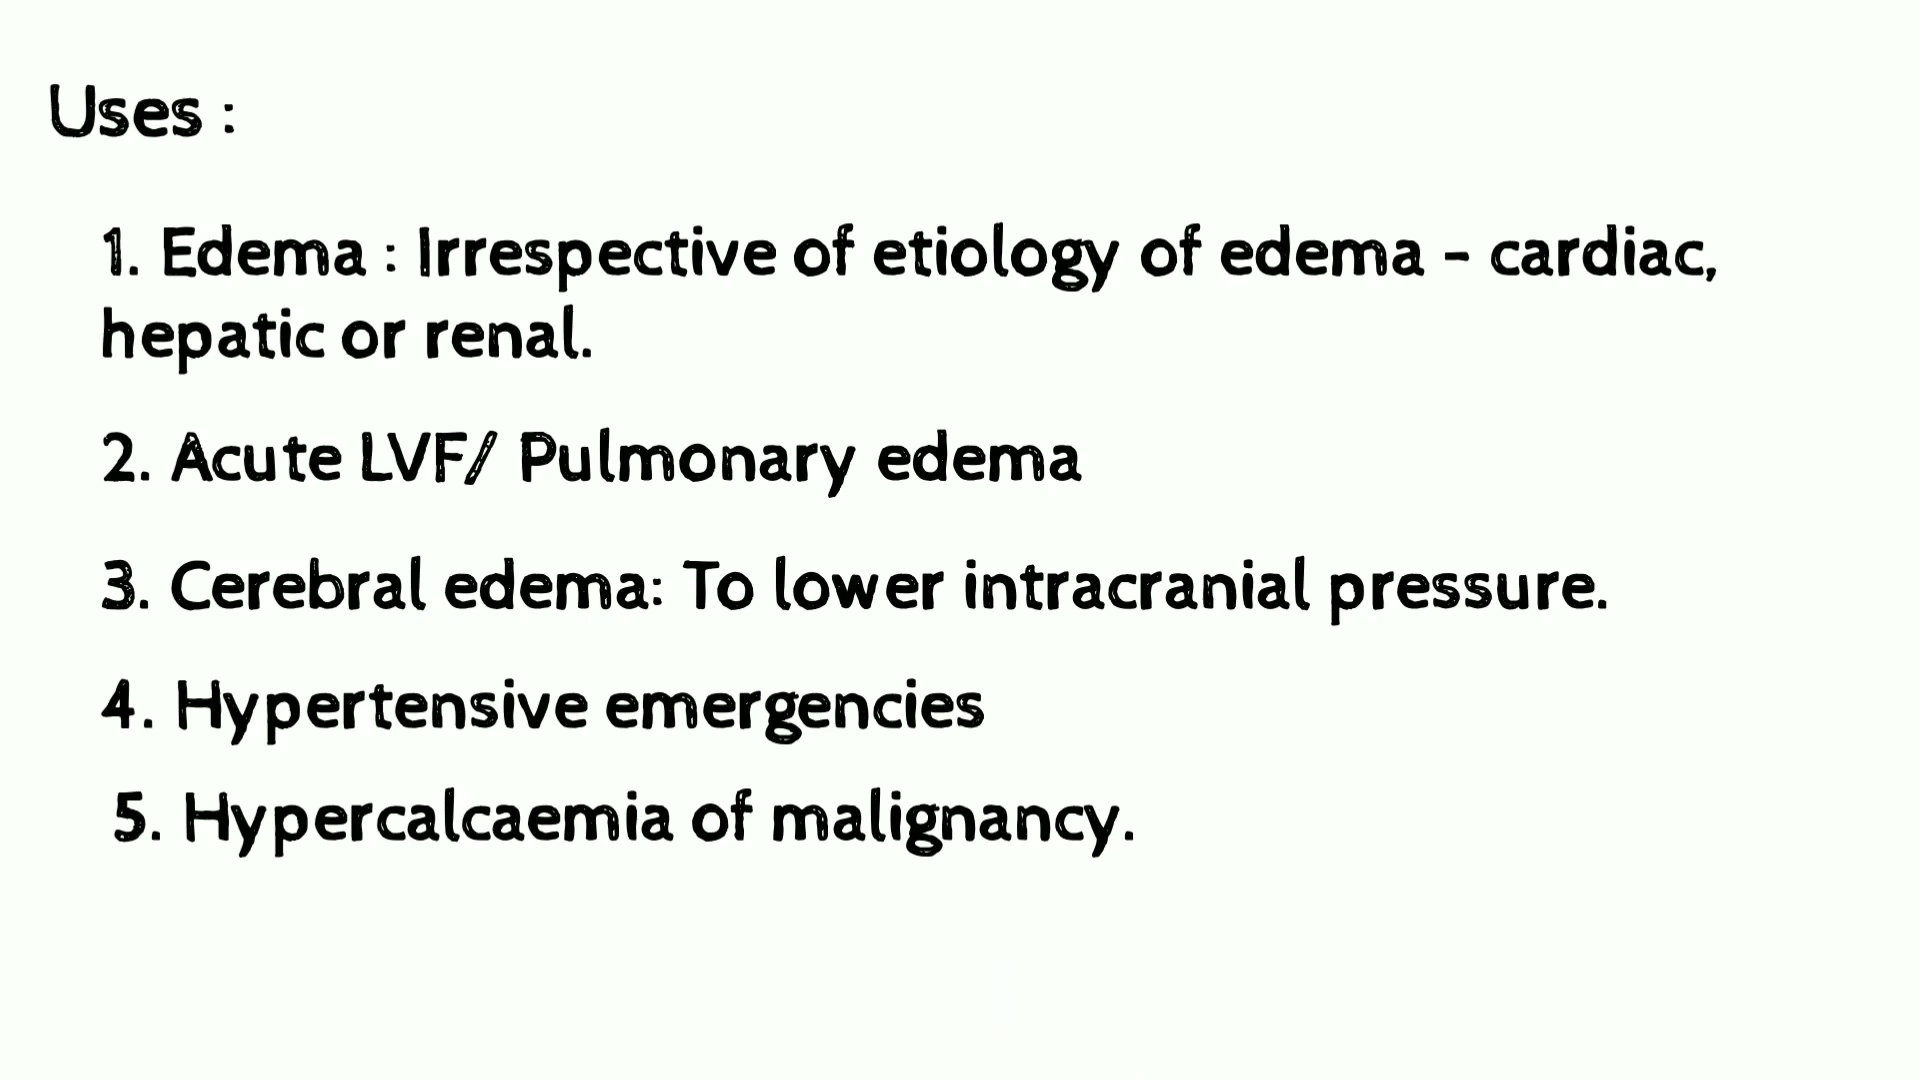 Uses :
1. Edema : Irrespective of etiology of edema - cardiac,
hepatic or renal.
2. Acute LVF/ Pulmonary edema
3. Cerebral edema: To lower intracranial pressure.
4. Hypertensive emergencies
5. Hypercalcaemia of malignancy.